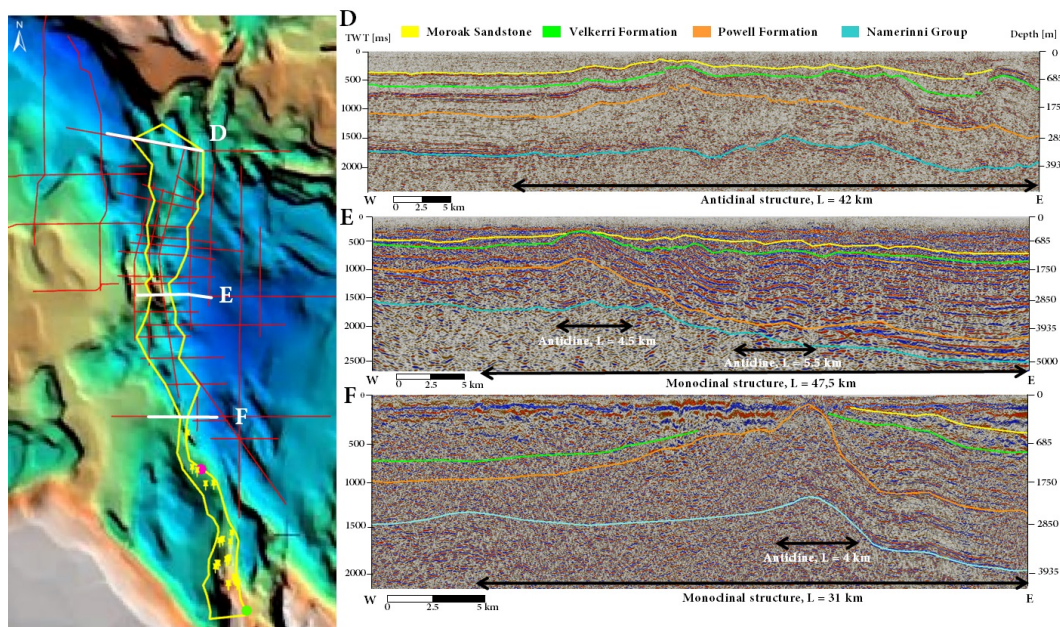 N
D
E
F
D
TWT [ms]
Moroak Sandstone
Velkerri Formation
Powell Formation
Namerinni Group
Depth [m]
0
500
1000
1500
2000
0
685
175
285
393
W
0 2.5 5 km
Anticlinal structure, L = 42 km
E
E
0
500
1000
1500
2000
2500
0
685
1750
2850
3935
5000
Anticline, L = 4.5 km
Anticline, L = 5.5 km
W
0 2.5 5 km
Monoclinal structure, L = 47,5 km
E
F
0
500
1000
1500
2000
0
685
1750
2850
3935
Anticline, L = 4 km
W
0 2.5 5 km
Monoclinal structure, L = 31 km
E